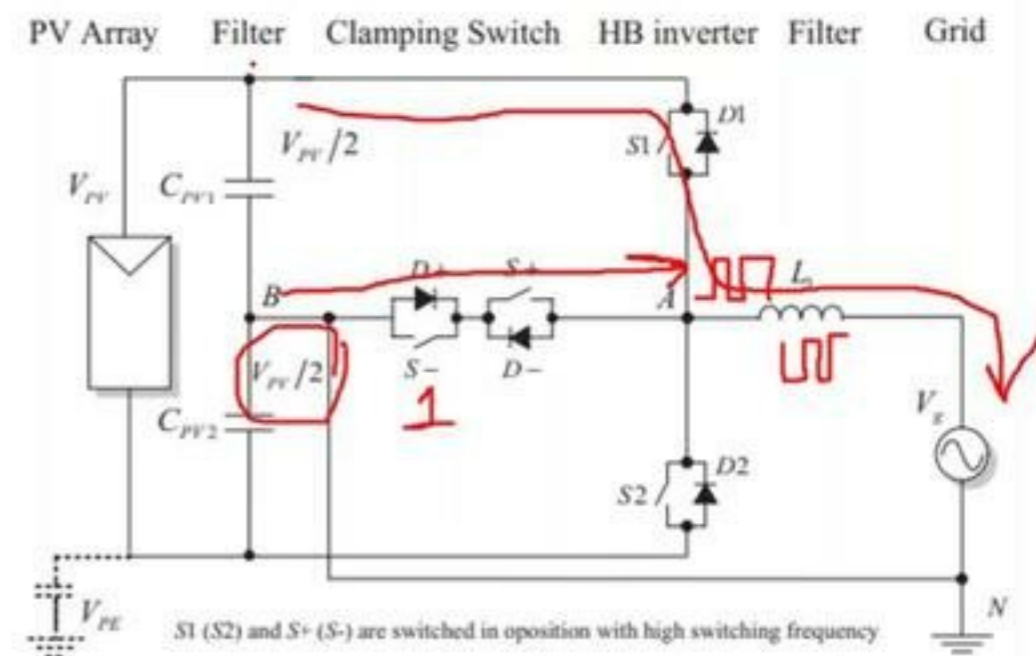 PV Array Filter Clamping Switch HB inverter Filter Grid
V_PV/2
S1 D1
V_PV C_PV1
B D+ S+ A
V_PV/2 S- D- V_g
1
C_PV2
S2 D2
V_PE
N
S1 (S2) and S+ (S-) are switched in oposition with high switching frequency